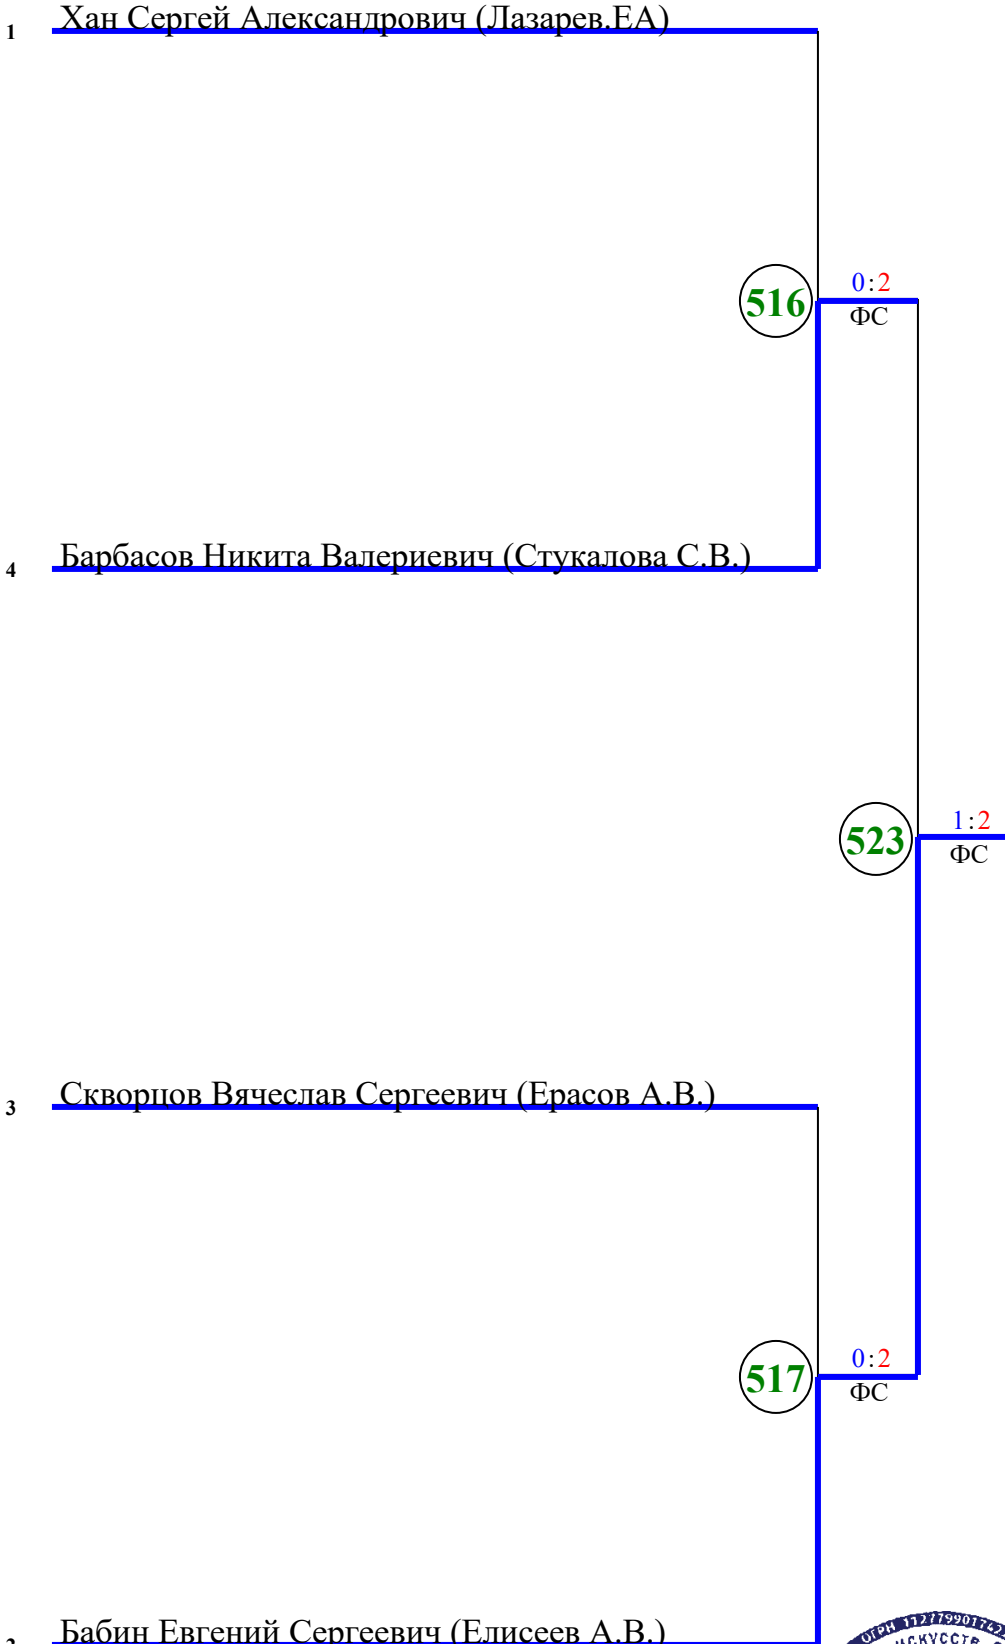 1 Хан Сергей Александрович (Лазарев.ЕА)
0:2
516
ФС
4 Барбасов Никита Валериевич (Стукалова С.В.)
1:2
523
ФС
3 Скворцов Вячеслав Сергеевич (Ерасов А.В.)
0:2
517
ФС
Бабин Евгений Сергеевич (Елисеев А.В.)
ОГРН